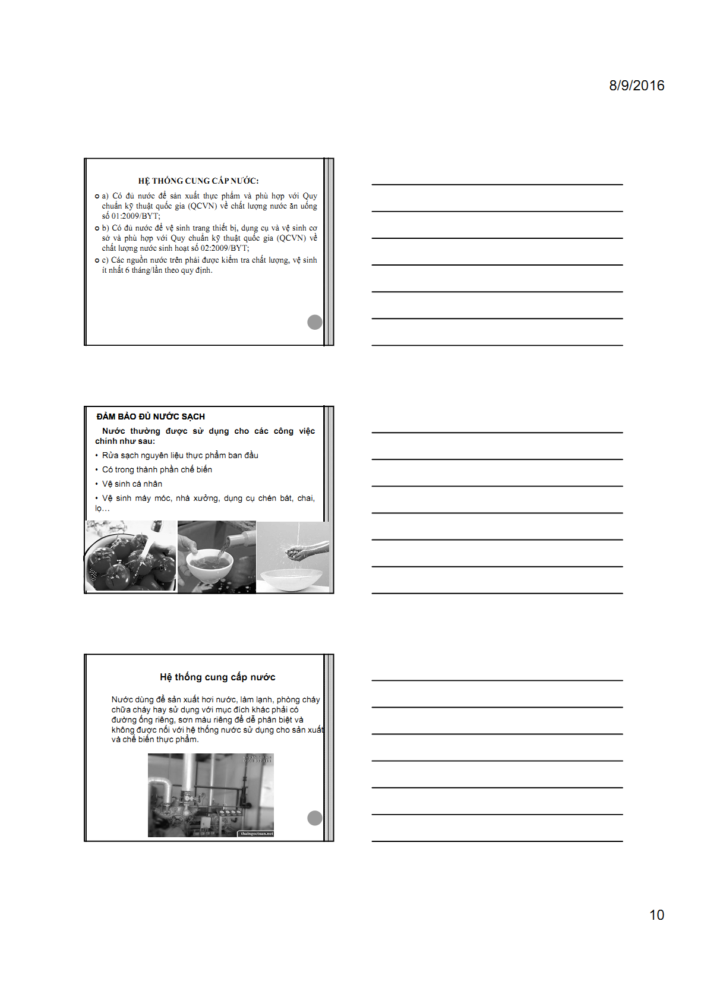 8/9/2016
HỆ THỐNG CUNG CẤP NƯỚC:
a) Có đủ nước để sản xuất thực phẩm và phù hợp với Quy
chuẩn kỹ thuật quốc gia (QCVN) về chất lượng nước ăn uống
số 01:2009/BYT;
b) Có đủ nước để vệ sinh trang thiết bị, dụng cụ và vệ sinh cơ
sở và phù hợp với Quy chuẩn kỹ thuật quốc gia (QCVN) về
chất lượng nước sinh hoạt số 02:2009/BYT;
c) Các nguồn nước trên phải được kiểm tra chất lượng, vệ sinh
ít nhất 6 tháng/lần theo quy định.
ĐẢM BẢO ĐỦ NƯỚC SẠCH
Nước thường được sử dụng cho các công việc
chính như sau:
• Rửa sạch nguyên liệu thực phẩm ban đầu
• Có trong thành phần chế biến
• Vệ sinh cá nhân
• Vệ sinh máy móc, nhà xưởng, dụng cụ chén bát, chai,
lọ…
Hệ thống cung cấp nước
Nước dùng để sản xuất hơi nước, làm lạnh, phòng cháy
chữa cháy hay sử dụng với mục đích khác phải có
đường ống riêng, sơn màu riêng để dễ phân biệt và
không được nối với hệ thống nước sử dụng cho sản xuất
và chế biến thực phẩm.
thaingoctuan.net
10